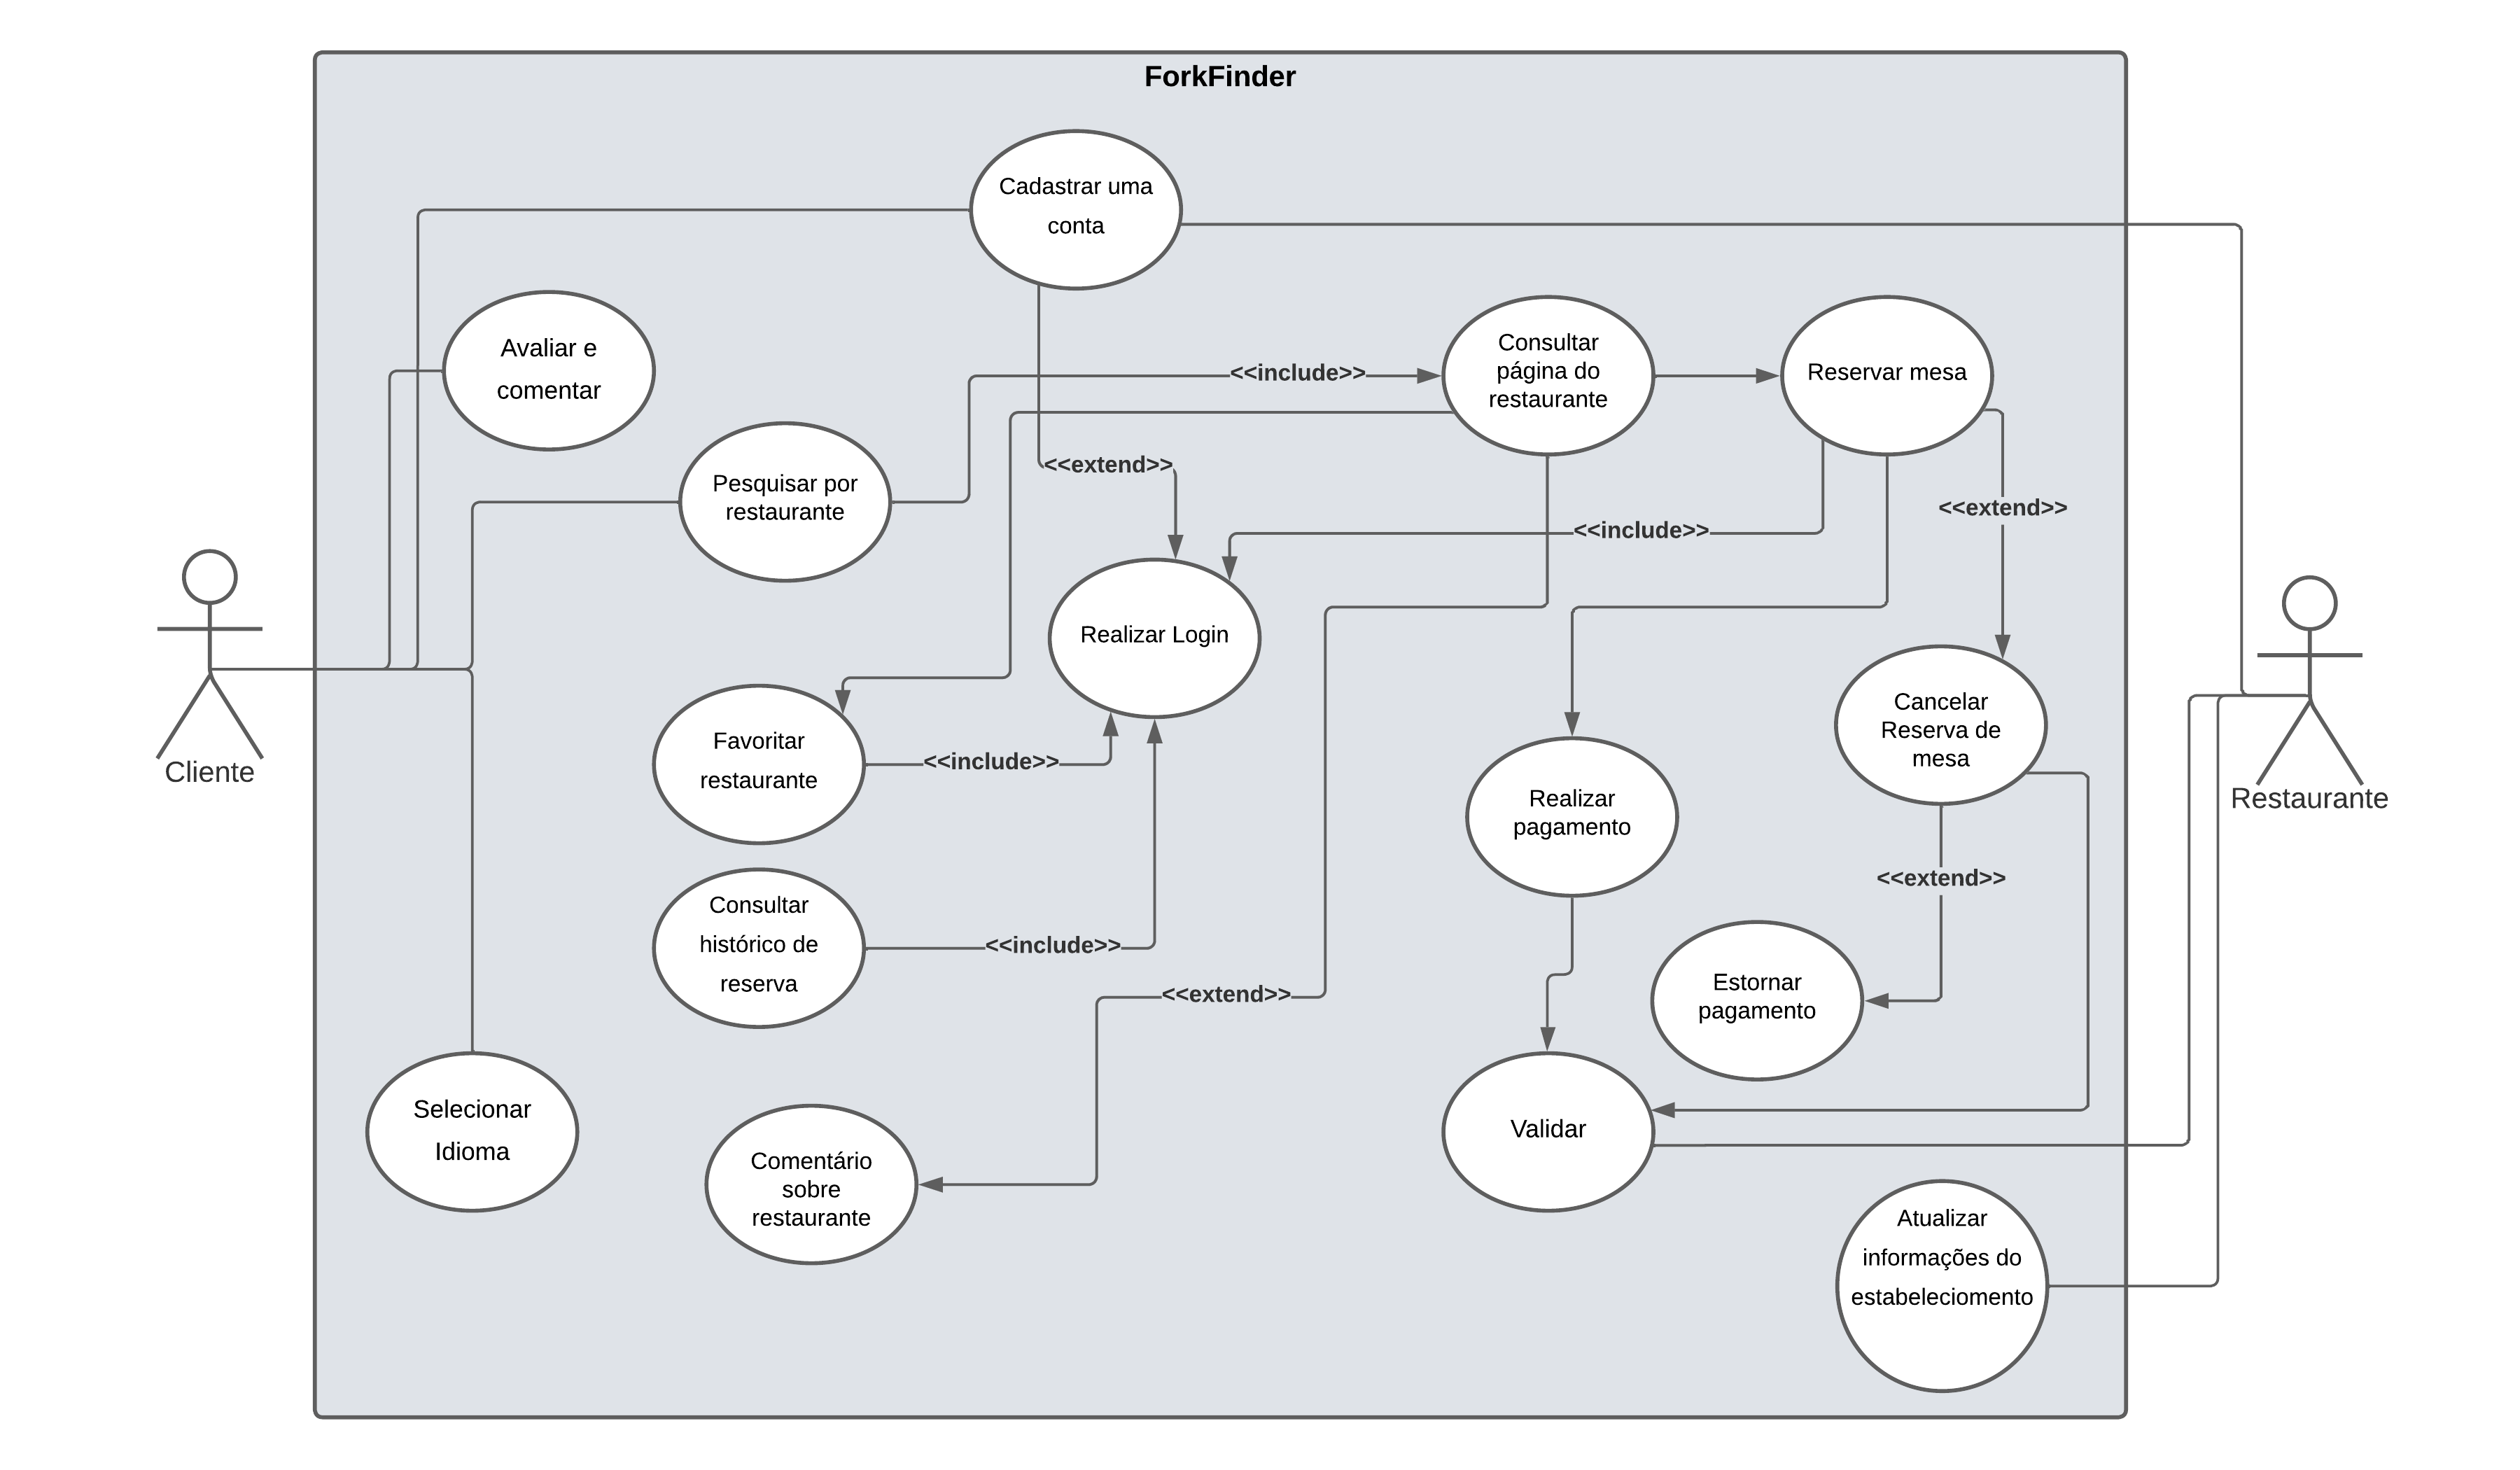 ForkFinder
Cadastrar uma
conta
Avaliar e
comentar
Consultar
página do
restaurante
Reservar mesa
<<include>>
Pesquisar por
restaurante
<<extend>>
<<extend>>
<<include>>
Realizar Login
Cliente
Favoritar
restaurante
<<include>>
Cancelar
Reserva de
mesa
Restaurante
Realizar
pagamento
<<extend>>
Consultar
histórico de
reserva
<<include>>
<<extend>>
Estornar
pagamento
Selecionar
Idioma
Validar
Comentário
sobre
restaurante
Atualizar
informações do
estabeleciomento